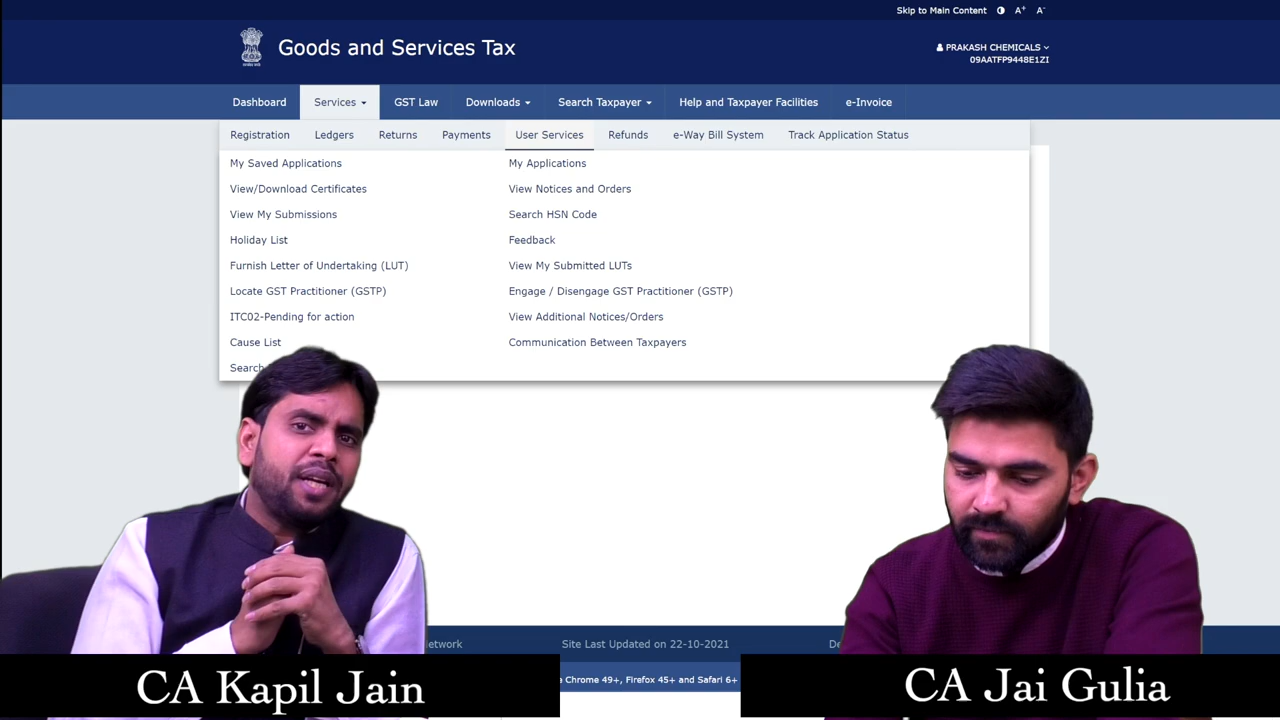 Skip to Main Content A+ A-
Goods and Services Tax
PRAKASH CHEMICALS
09AATFP9448E1ZI
Dashboard Services GST Law Downloads Search Taxpayer Help and Taxpayer Facilities e-Invoice
Registration Ledgers Returns Payments User Services Refunds e-Way Bill System Track Application Status
My Saved Applications My Applications
View/Download Certificates View Notices and Orders
View My Submissions Search HSN Code
Holiday List Feedback
Furnish Letter of Undertaking (LUT) View My Submitted LUTs
Locate GST Practitioner (GSTP) Engage / Disengage GST Practitioner (GSTP)
ITC02-Pending for action View Additional Notices/Orders
Cause List Communication Between Taxpayers
Search
Site Last Updated on 22-10-2021
Chrome 49+, Firefox 45+ and Safari 6+
CA Kapil Jain
CA Jai Gulia